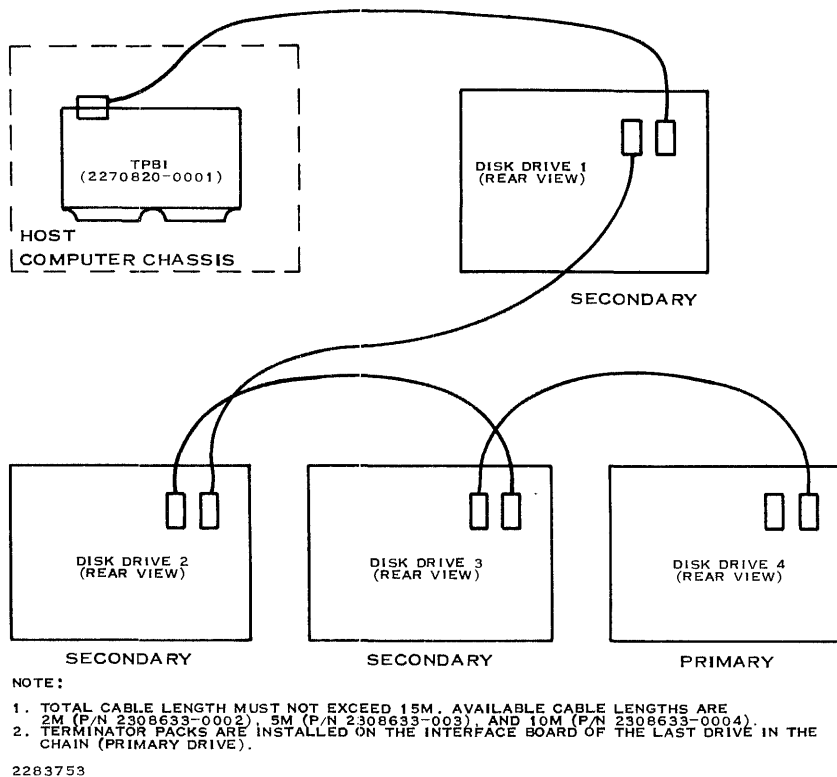 TPBI
(2270820-0001)
HOST
COMPUTER CHASSIS
DISK DRIVE 1
(REAR VIEW)
SECONDARY
DISK DRIVE 2
(REAR VIEW)
SECONDARY
DISK DRIVE 3
(REAR VIEW)
SECONDARY
DISK DRIVE 4
(REAR VIEW)
PRIMARY
NOTE:
1. TOTAL CABLE LENGTH MUST NOT EXCEED 15M. AVAILABLE CABLE LENGTHS ARE
2M (P/N 2308633-0002), 5M (P/N 2308633-003), AND 10M (P/N 2308633-0004).
2. TERMINATOR PACKS ARE INSTALLED ON THE INTERFACE BOARD OF THE LAST DRIVE IN THE
CHAIN (PRIMARY DRIVE).
2283753